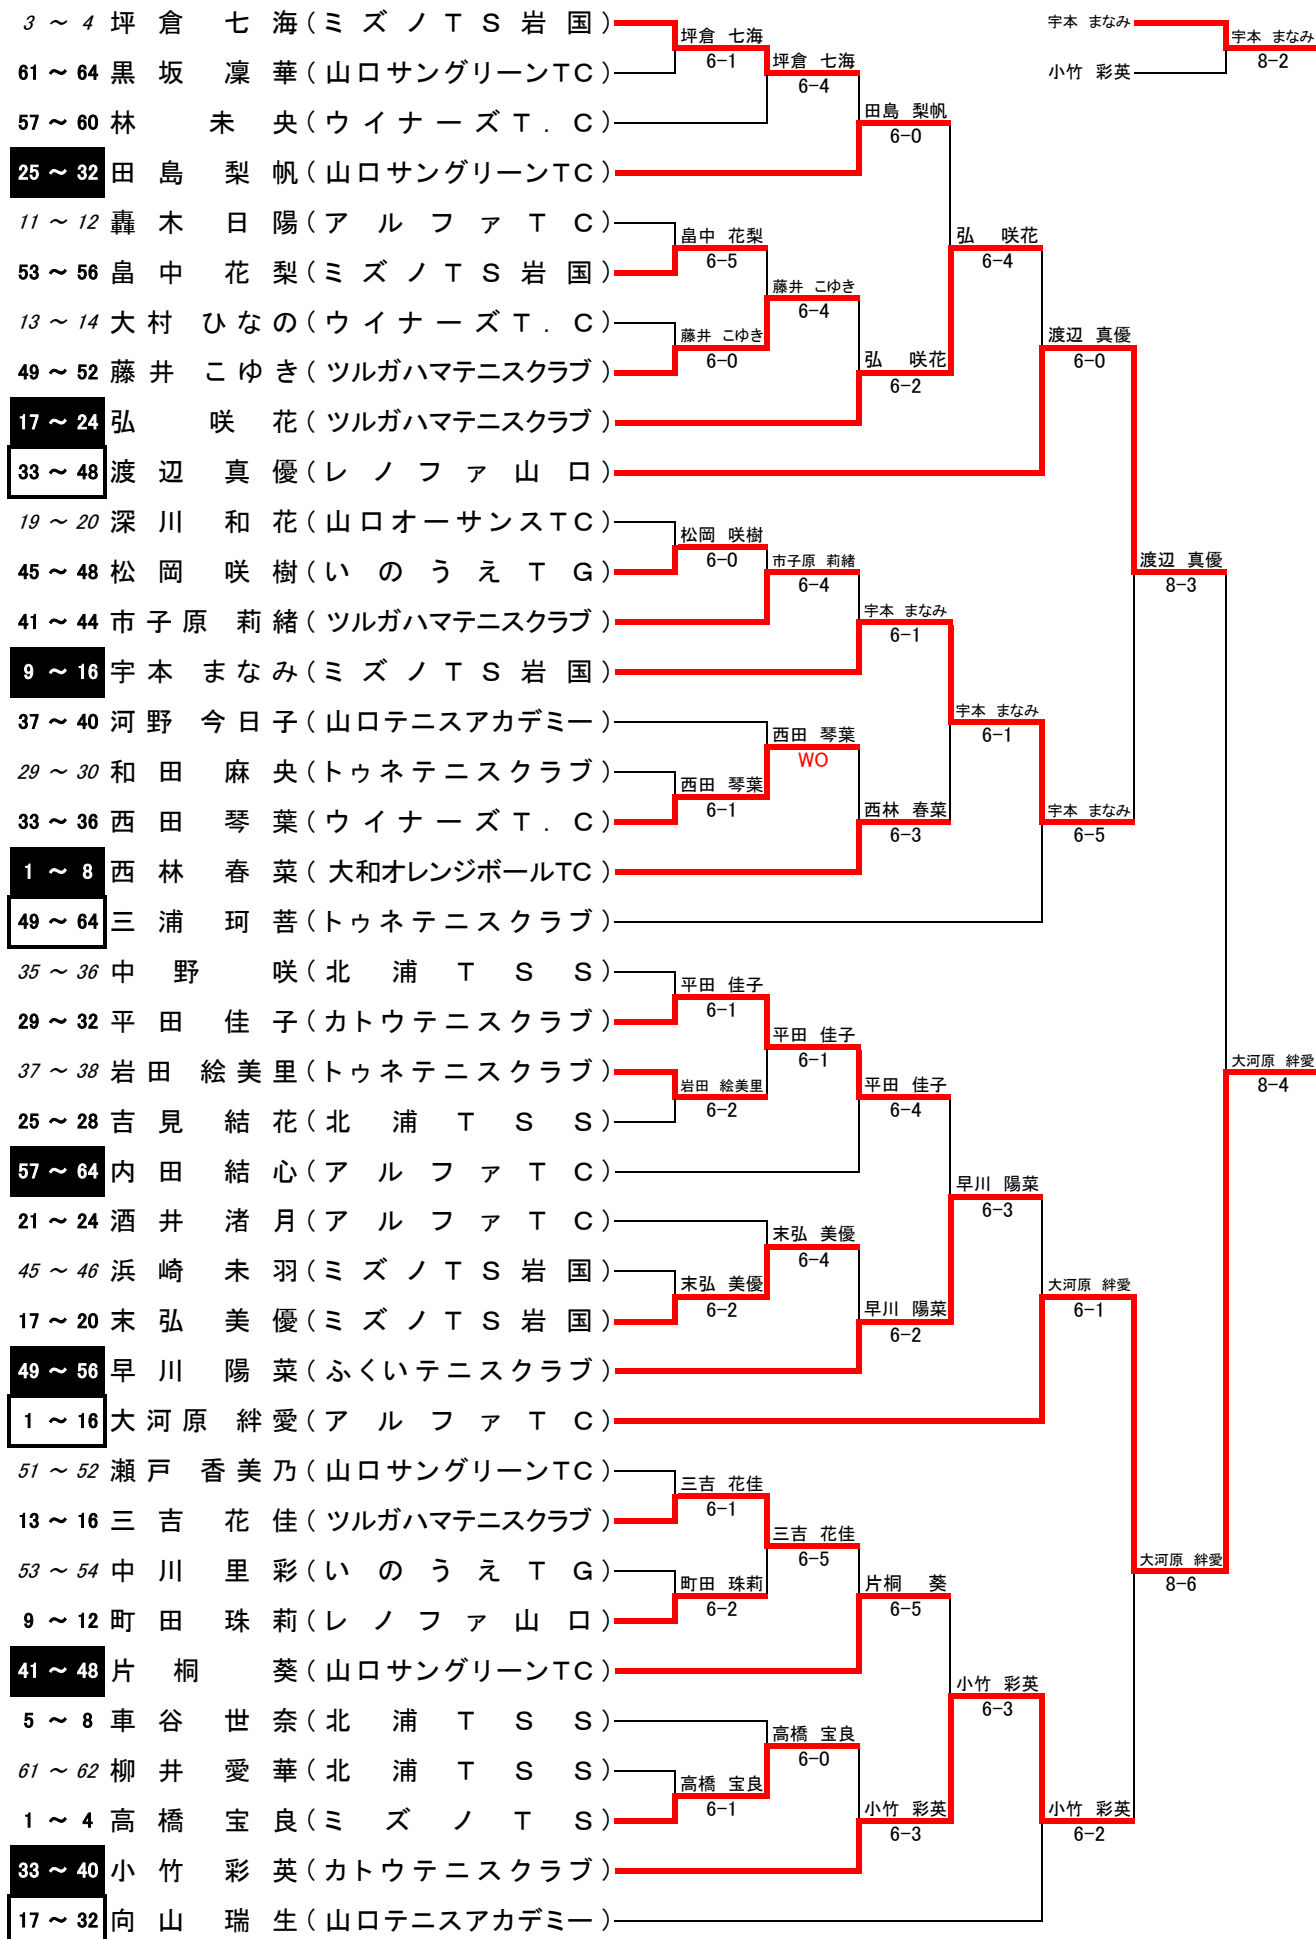 3 ～ 4 坪倉 七海 (ミズノTS岩国)
61 ～ 64 黒坂 凜華 (山口サングリーンTC)
57 ～ 60 林 未央 (ウイナーズT．C)
25 ～ 32 田島 梨帆 (山口サングリーンTC)
11 ～ 12 轟木 日陽 (アルファTC)
53 ～ 56 畠中 花梨 (ミズノTS岩国)
13 ～ 14 大村 ひなの (ウイナーズT．C)
49 ～ 52 藤井 こゆき (ツルガハマテニスクラブ)
17 ～ 24 弘 咲花 (ツルガハマテニスクラブ)
33 ～ 48 渡辺 真優 (レノファ山口)
19 ～ 20 深川 和花 (山口オーサンスTC)
45 ～ 48 松岡 咲樹 (いのうえTG)
41 ～ 44 市子原 莉緒 (ツルガハマテニスクラブ)
9 ～ 16 宇本 まなみ (ミズノTS岩国)
37 ～ 40 河野 今日子 (山口テニスアカデミー)
29 ～ 30 和田 麻央 (トゥネテニスクラブ)
33 ～ 36 西田 琴葉 (ウイナーズT．C)
1 ～ 8 西林 春菜 (大和オレンジボールTC)
49 ～ 64 三浦 珂菩 (トゥネテニスクラブ)
35 ～ 36 中野 咲 (北浦TSS)
29 ～ 32 平田 佳子 (カトウテニスクラブ)
37 ～ 38 岩田 絵美里 (トゥネテニスクラブ)
25 ～ 28 吉見 結花 (北浦TSS)
57 ～ 64 内田 結心 (アルファTC)
21 ～ 24 酒井 渚月 (アルファTC)
45 ～ 46 浜崎 未羽 (ミズノTS岩国)
17 ～ 20 末弘 美優 (ミズノTS岩国)
49 ～ 56 早川 陽菜 (ふくいテニスクラブ)
1 ～ 16 大河原 絆愛 (アルファTC)
51 ～ 52 瀬戸 香美乃 (山口サングリーンTC)
13 ～ 16 三吉 花佳 (ツルガハマテニスクラブ)
53 ～ 54 中川 里彩 (いのうえTG)
9 ～ 12 町田 珠莉 (レノファ山口)
41 ～ 48 片桐 葵 (山口サングリーンTC)
5 ～ 8 車谷 世奈 (北浦TSS)
61 ～ 62 柳井 愛華 (北浦TSS)
1 ～ 4 高橋 宝良 (ミズノTS)
33 ～ 40 小竹 彩英 (カトウテニスクラブ)
17 ～ 32 向山 瑞生 (山口テニスアカデミー)
坪倉 七海
6-1
畠中 花梨
6-5
藤井 こゆき
6-0
松岡 咲樹
6-0
西田 琴葉
6-1
平田 佳子
6-1
岩田 絵美里
6-2
末弘 美優
6-2
三吉 花佳
6-1
町田 珠莉
6-2
高橋 宝良
6-1
坪倉 七海
6-4
藤井 こゆき
6-4
市子原 莉緒
6-4
西田 琴葉
WO
平田 佳子
6-1
末弘 美優
6-4
三吉 花佳
6-5
高橋 宝良
6-0
田島 梨帆
6-0
弘 咲花
6-2
宇本 まなみ
6-1
西林 春菜
6-3
平田 佳子
6-4
早川 陽菜
6-2
片桐 葵
6-5
小竹 彩英
6-3
弘 咲花
6-4
宇本 まなみ
6-1
早川 陽菜
6-3
小竹 彩英
6-3
渡辺 真優
6-0
宇本 まなみ
6-5
大河原 絆愛
6-1
小竹 彩英
6-2
渡辺 真優
8-3
大河原 絆愛
8-6
大河原 絆愛
8-4
宇本 まなみ
小竹 彩英
宇本 まなみ
8-2